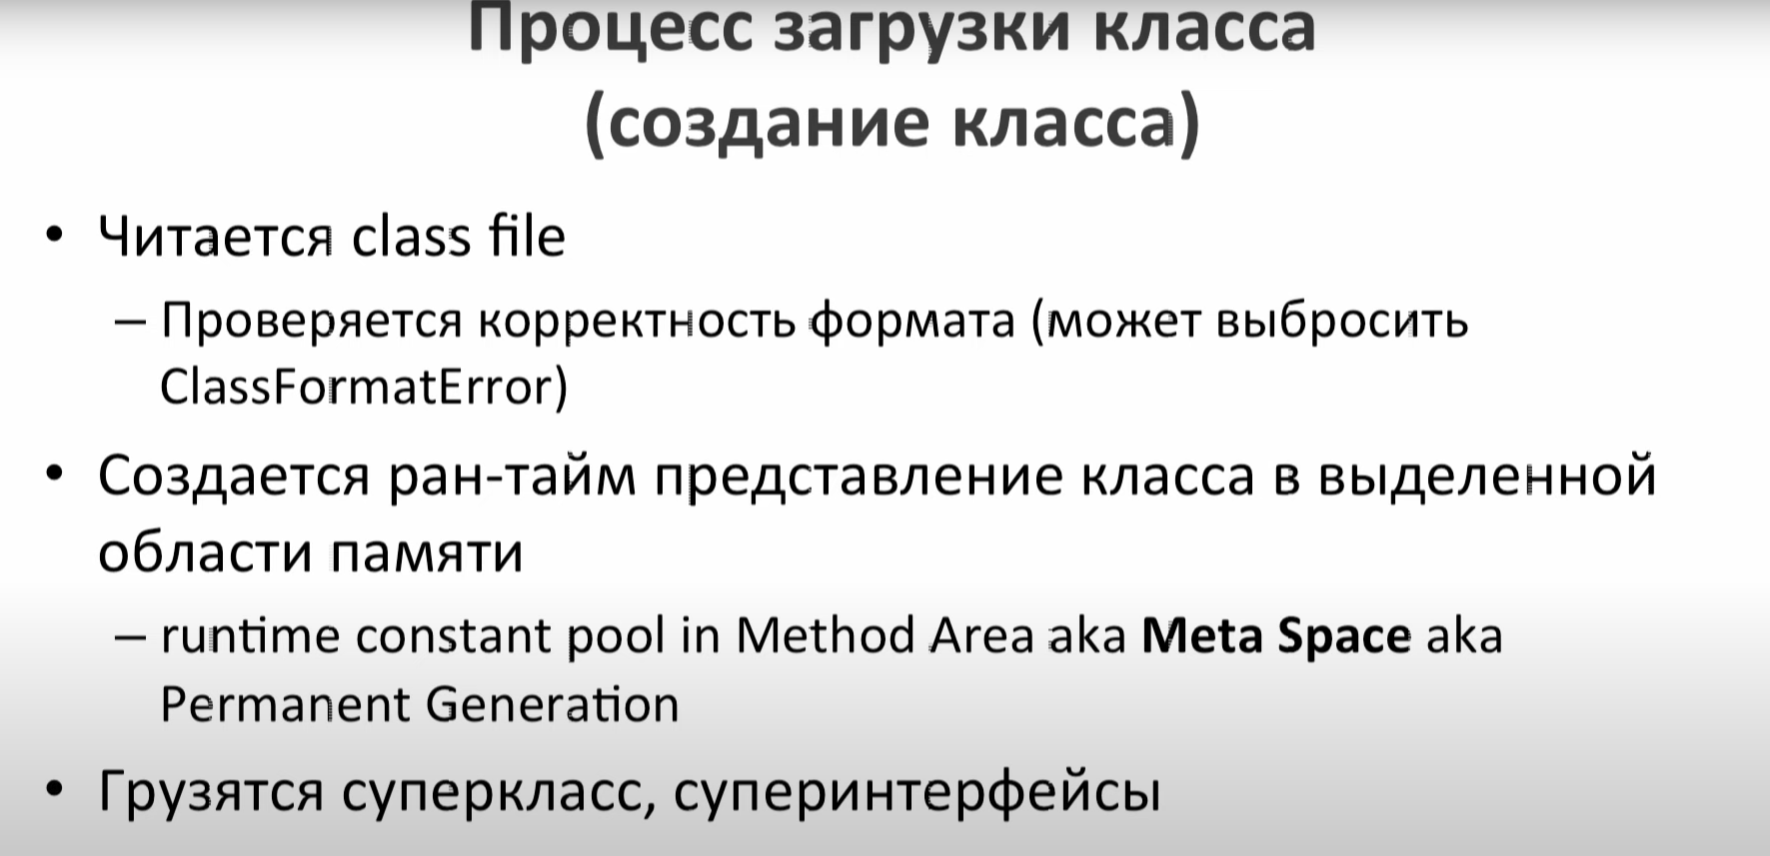 Процесс загрузки класса
(создание класса)
• Читается class file
– Проверяется корректность формата (может выбросить
ClassFormatError)
• Создается ран-тайм представление класса в выделенной
области памяти
– runtime constant pool in Method Area aka Meta Space aka
Permanent Generation
• Грузятся суперкласс, суперинтерфейсы